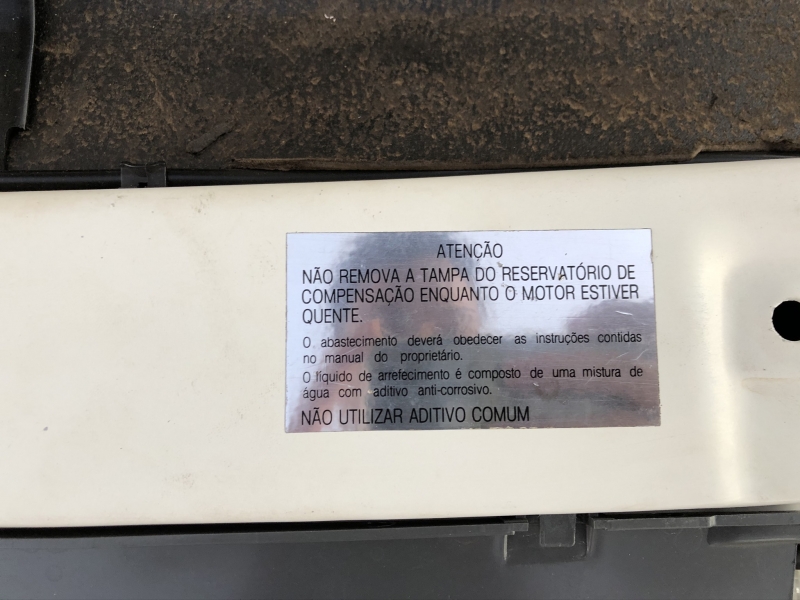 ATENÇÃO
NÃO REMOVA A TAMPA DO RESERVATÓRIO DE
COMPENSAÇÃO ENQUANTO O MOTOR ESTIVER
QUENTE.
O abastecimento deverá obedecer as instruções contidas
no manual do proprietário.
O líquido de arrefecimento é composto de uma mistura de
água com aditivo anti-corrosivo.
NÃO UTILIZAR ADITIVO COMUM